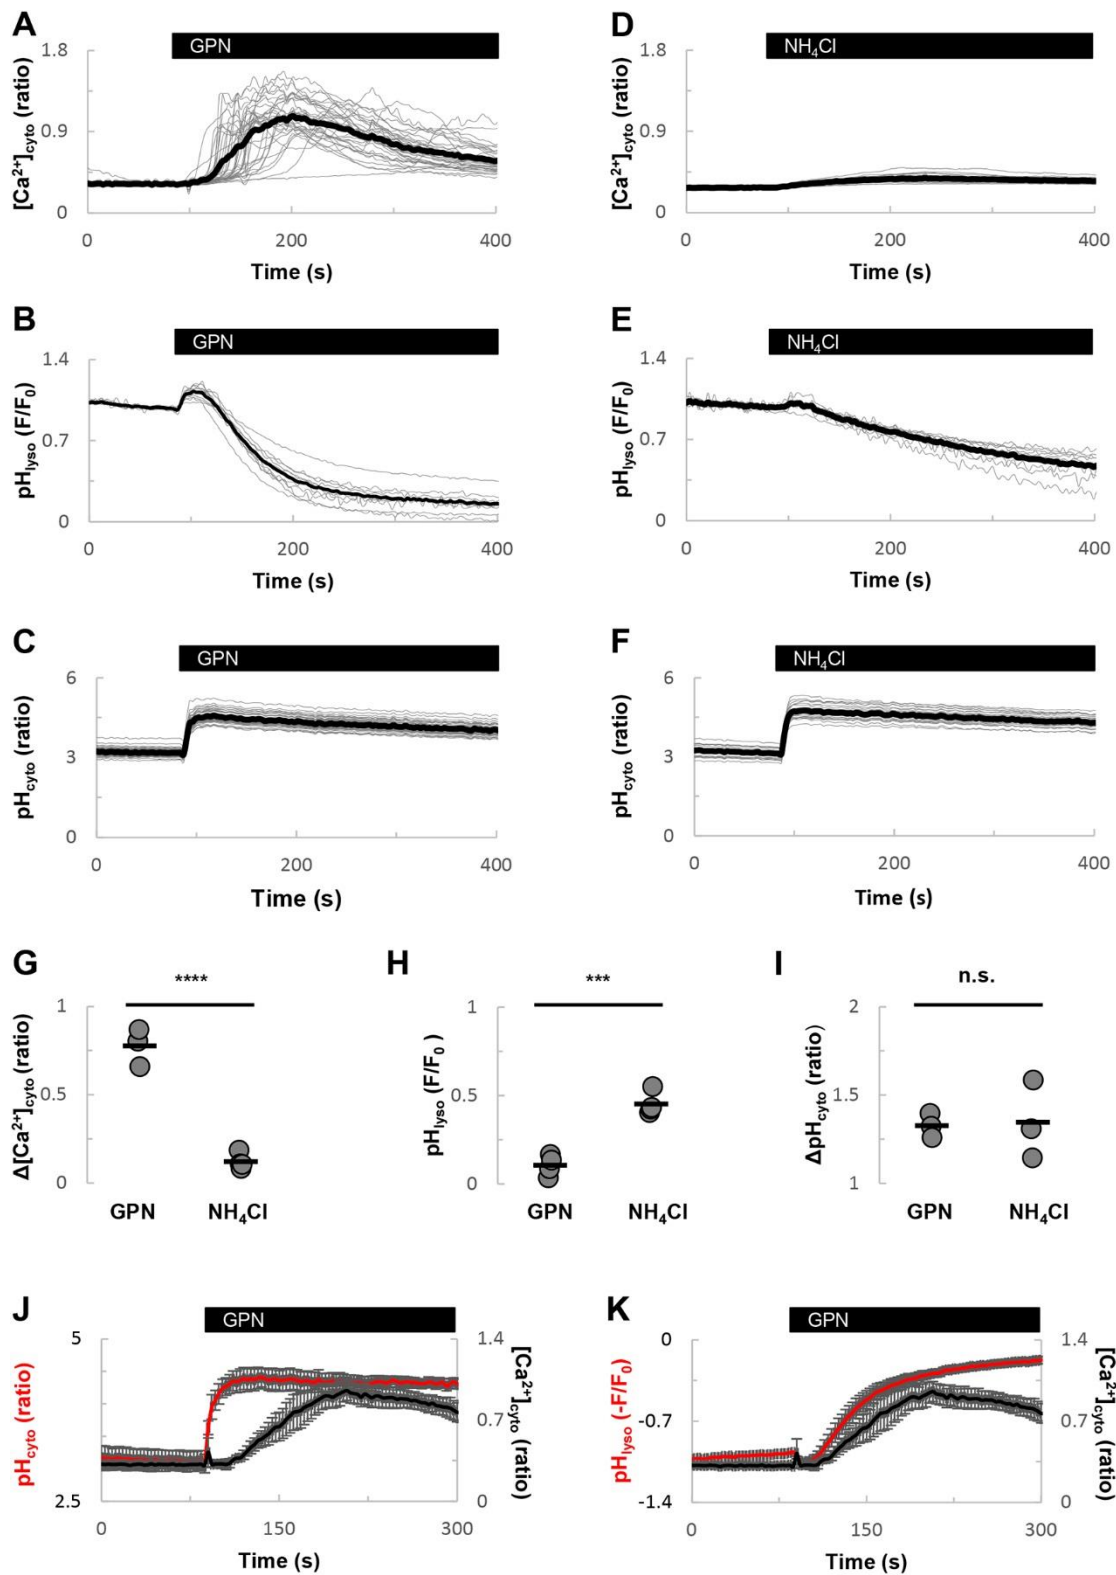 A
GPN
1.8
0.9
0
[Ca²⁺]cyto (ratio)
0
200
400
Time (s)
D
NH₄Cl
1.8
0.9
0
[Ca²⁺]cyto (ratio)
0
200
400
Time (s)
B
GPN
1.4
0.7
0
pHlyso (F/F₀)
0
200
400
Time (s)
E
NH₄Cl
1.4
0.7
0
pHlyso (F/F₀)
0
200
400
Time (s)
C
GPN
6
3
0
pHcyto (ratio)
0
200
400
Time (s)
F
NH₄Cl
6
3
0
pHcyto (ratio)
0
200
400
Time (s)
G
****
1
0.5
0
Δ[Ca²⁺]cyto (ratio)
GPN
NH₄Cl
H
***
1
0.5
0
pHlyso (F/F₀ )
GPN
NH₄Cl
I
n.s.
2
1.5
1
ΔpHcyto (ratio)
GPN
NH₄Cl
J
GPN
5
2.5
pHcyto (ratio)
1.4
0.7
0
[Ca²⁺]cyto (ratio)
0
150
300
Time (s)
K
GPN
0
-0.7
-1.4
pHlyso (-F/F₀)
1.4
0.7
0
[Ca²⁺]cyto (ratio)
0
150
300
Time (s)